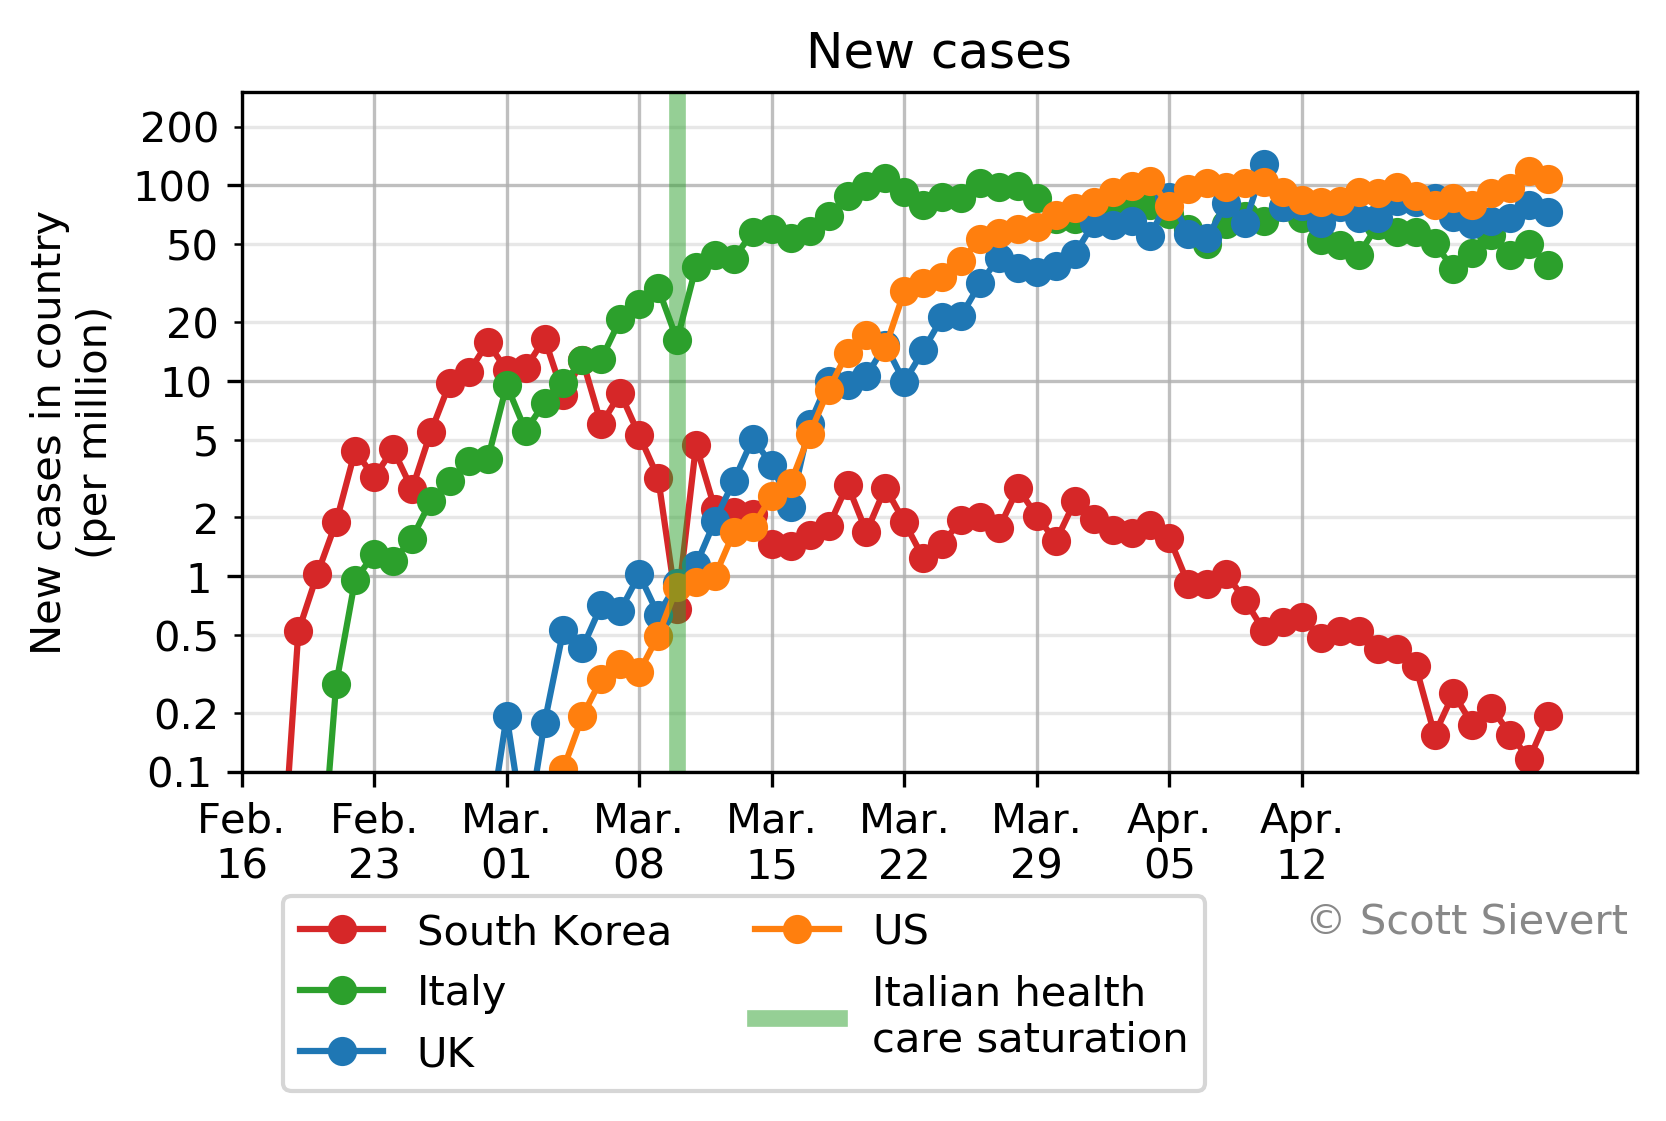 New cases
New cases in country
(per million)
200
100
50
20
10
5
2
1
0.5
0.2
0.1
Feb. Feb. Mar. Mar. Mar. Mar. Mar. Apr. Apr.
16 23 01 08 15 22 29 05 12
South Korea
Italy
UK
US
Italian health
care saturation
© Scott Sievert